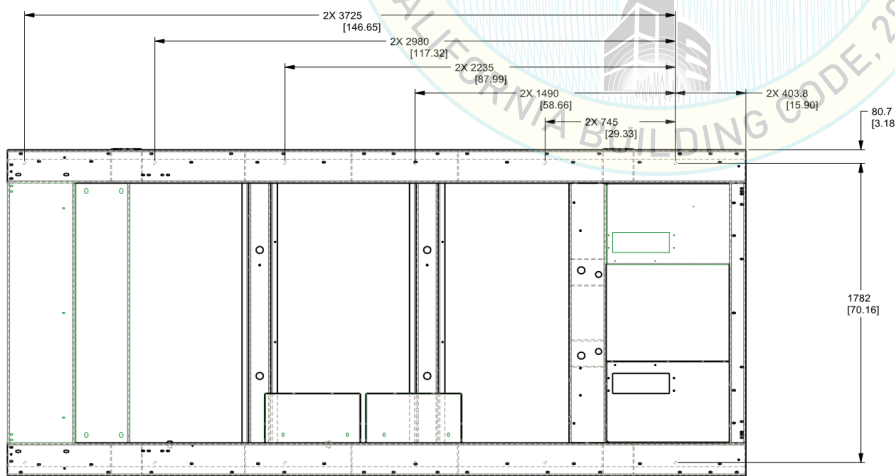 2X 3725
[146.65]
2X 2980
[117.32]
2X 2235
[87.99]
2X 1490
[58.66]
2X 403.8
[15.90]
2X 745
[29.33]
80.7
[3.18
1782
[70.16]
ALIFORNIA BUILDING CODE, 2